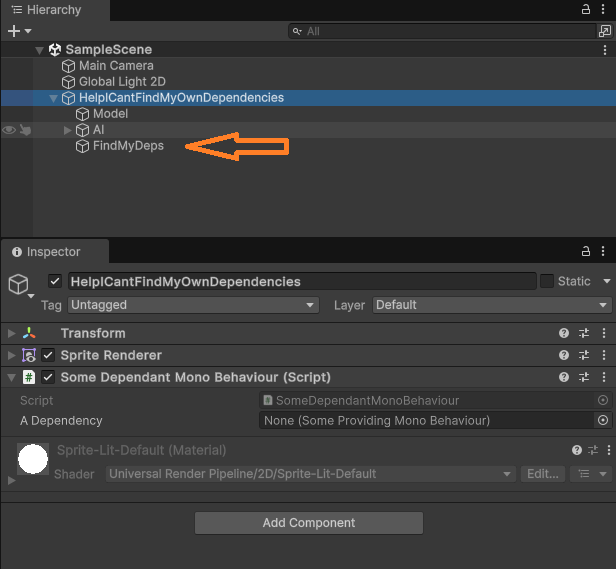 Hierarchy
All
SampleScene
Main Camera
Global Light 2D
HelpICantFindMyOwnDependencies
Model
AI
FindMyDeps
Inspector
HelpICantFindMyOwnDependencies Static
Tag Untagged Layer Default
Transform
Sprite Renderer
# Some Dependant Mono Behaviour (Script)
Script SomeDependantMonoBehaviour
A Dependency None (Some Providing Mono Behaviour)
Sprite-Lit-Default (Material)
Shader Universal Render Pipeline/2D/Sprite-Lit-Default Edit...
Add Component